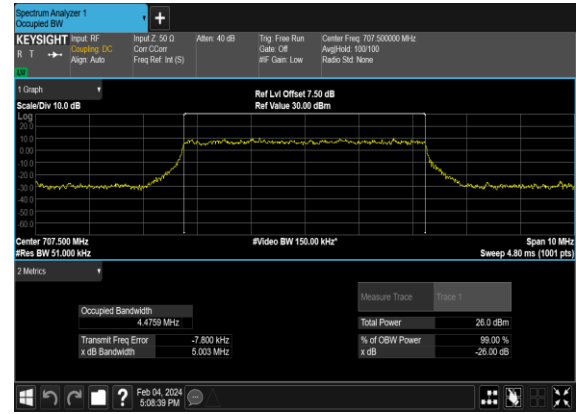 Spectrum Analyzer 1
Occupied BW
+
KEYSIGHT Input: RF Input Z: 50 Ω Atten: 40 dB Trig: Free Run Center Freq: 707.500000 MHz
R T Coupling: DC Corr CCorr Gate: Off Avg|Hold: 100/100
Align: Auto Freq Ref: Int (S) #IF Gain: Low Radio Std: None
LW
1 Graph
Ref Lvl Offset 7.50 dB
Scale/Div 10.0 dB Ref Value 30.00 dBm
Log
20.0
10.0
0.00
-10.0
-20.0
-30.0
-40.0
-50.0
-60.0
Center 707.500 MHz #Video BW 150.00 kHz* Span 10 MHz
#Res BW 51.000 kHz Sweep 4.80 ms (1001 pts)
2 Metrics
Measure Trace Trace 1
Occupied Bandwidth
4.4759 MHz Total Power 26.0 dBm
Transmit Freq Error -7.800 kHz % of OBW Power 99.00 %
x dB Bandwidth 5.003 MHz x dB -26.00 dB
? Feb 04, 2024
5:08:39 PM